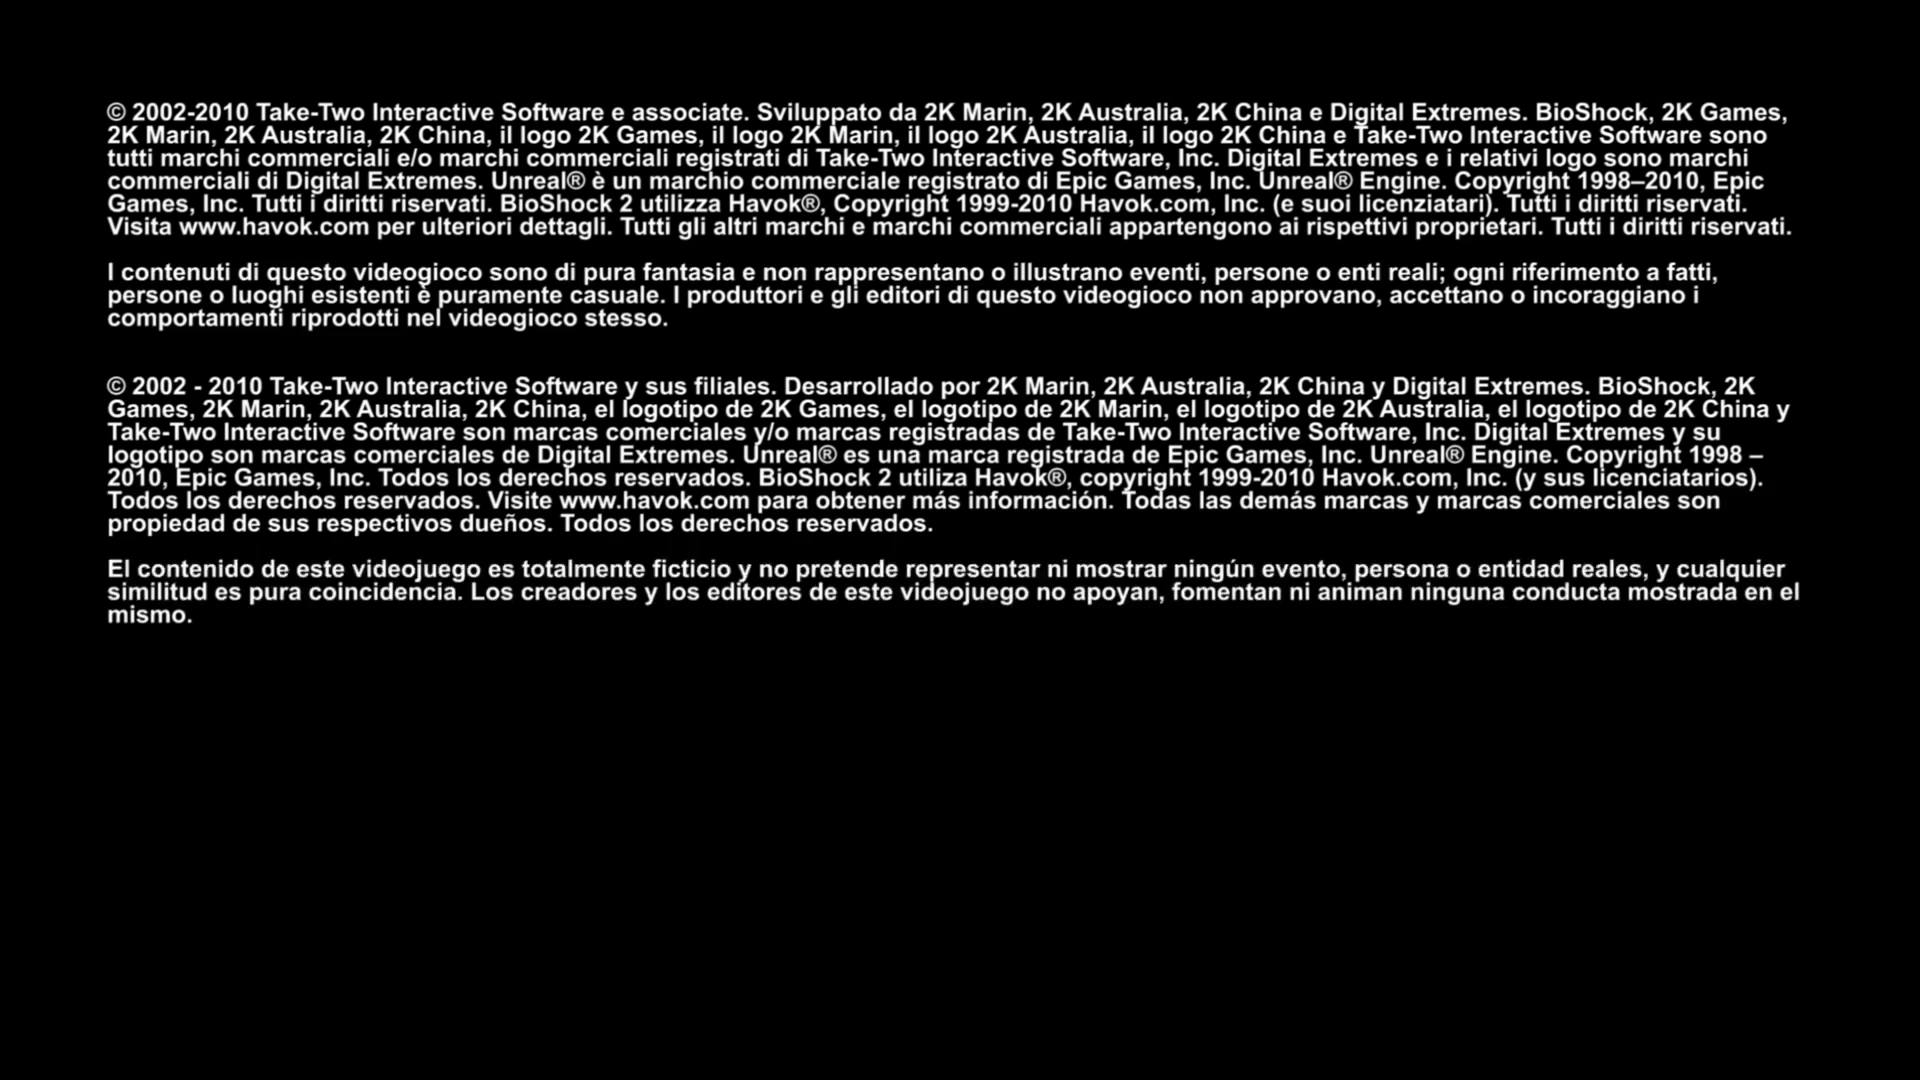 © 2002-2010 Take-Two Interactive Software e associate. Sviluppato da 2K Marin, 2K Australia, 2K China e Digital Extremes. BioShock, 2K Games,
2K Marin, 2K Australia, 2K China, il logo 2K Games, il logo 2K Marin, il logo 2K Australia, il logo 2K China e Take-Two Interactive Software sono
tutti marchi commerciali e/o marchi commerciali registrati di Take-Two Interactive Software, Inc. Digital Extremes e i relativi logo sono marchi
commerciali di Digital Extremes. Unreal® è un marchio commerciale registrato di Epic Games, Inc. Unreal® Engine. Copyright 1998–2010, Epic
Games, Inc. Tutti i diritti riservati. BioShock 2 utilizza Havok®, Copyright 1999-2010 Havok.com, Inc. (e suoi licenziatari). Tutti i diritti riservati.
Visita www.havok.com per ulteriori dettagli. Tutti gli altri marchi e marchi commerciali appartengono ai rispettivi proprietari. Tutti i diritti riservati.
I contenuti di questo videogioco sono di pura fantasia e non rappresentano o illustrano eventi, persone o enti reali; ogni riferimento a fatti,
persone o luoghi esistenti è puramente casuale. I produttori e gli editori di questo videogioco non approvano, accettano o incoraggiano i
comportamenti riprodotti nel videogioco stesso.
© 2002 - 2010 Take-Two Interactive Software y sus filiales. Desarrollado por 2K Marin, 2K Australia, 2K China y Digital Extremes. BioShock, 2K
Games, 2K Marin, 2K Australia, 2K China, el logotipo de 2K Games, el logotipo de 2K Marin, el logotipo de 2K Australia, el logotipo de 2K China y
Take-Two Interactive Software son marcas comerciales y/o marcas registradas de Take-Two Interactive Software, Inc. Digital Extremes y su
logotipo son marcas comerciales de Digital Extremes. Unreal® es una marca registrada de Epic Games, Inc. Unreal® Engine. Copyright 1998 –
2010, Epic Games, Inc. Todos los derechos reservados. BioShock 2 utiliza Havok®, copyright 1999-2010 Havok.com, Inc. (y sus licenciatarios).
Todos los derechos reservados. Visite www.havok.com para obtener más información. Todas las demás marcas y marcas comerciales son
propiedad de sus respectivos dueños. Todos los derechos reservados.
El contenido de este videojuego es totalmente ficticio y no pretende representar ni mostrar ningún evento, persona o entidad reales, y cualquier
similitud es pura coincidencia. Los creadores y los editores de este videojuego no apoyan, fomentan ni animan ninguna conducta mostrada en el
mismo.